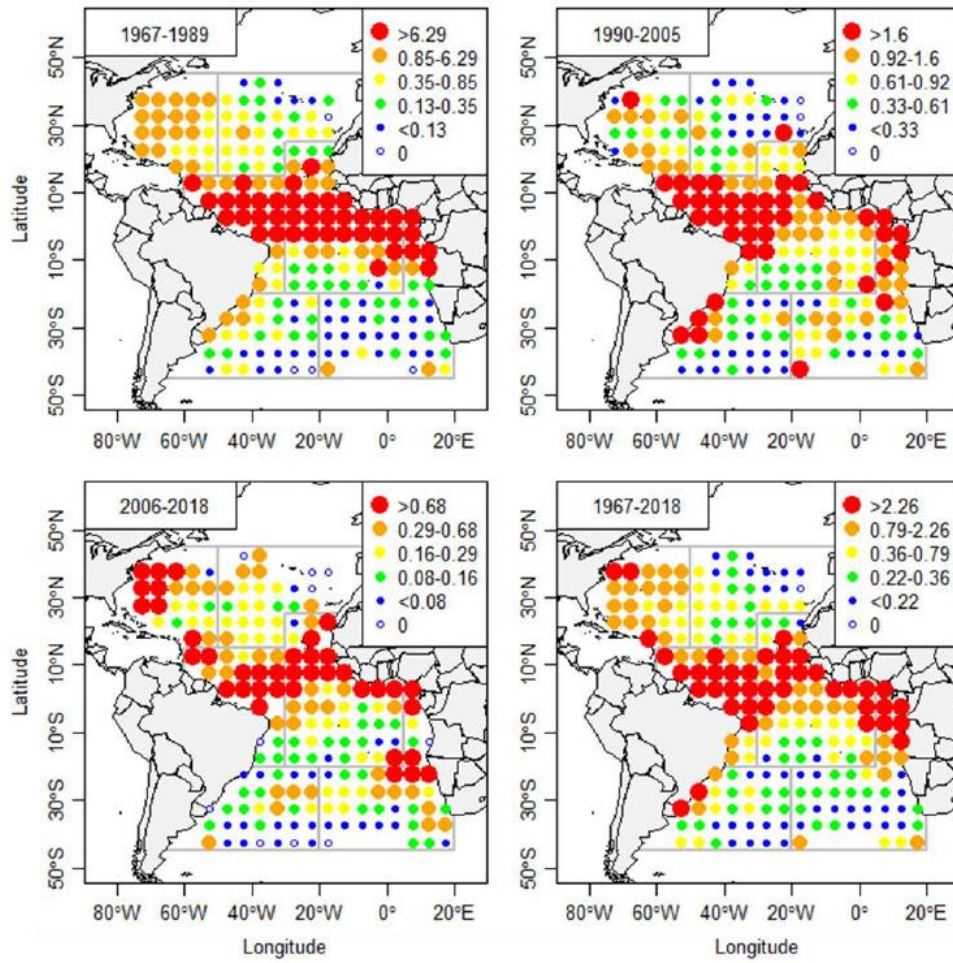 1967-1989
>6.29
0.85-6.29
0.35-0.85
0.13-0.35
<0.13
0
50°N
30°N
10°N
10°S
30°S
50°S
Latitude
80°W 60°W 40°W 20°W 0° 20°E
1990-2005
>1.6
0.92-1.6
0.61-0.92
0.33-0.61
<0.33
0
50°N
30°N
10°N
10°S
30°S
50°S
80°W 60°W 40°W 20°W 0° 20°E
2006-2018
>0.68
0.29-0.68
0.16-0.29
0.08-0.16
<0.08
0
50°N
30°N
10°N
10°S
30°S
50°S
Latitude
80°W 60°W 40°W 20°W 0° 20°E
Longitude
1967-2018
>2.26
0.79-2.26
0.36-0.79
0.22-0.36
<0.22
0
50°N
30°N
10°N
10°S
30°S
50°S
80°W 60°W 40°W 20°W 0° 20°E
Longitude